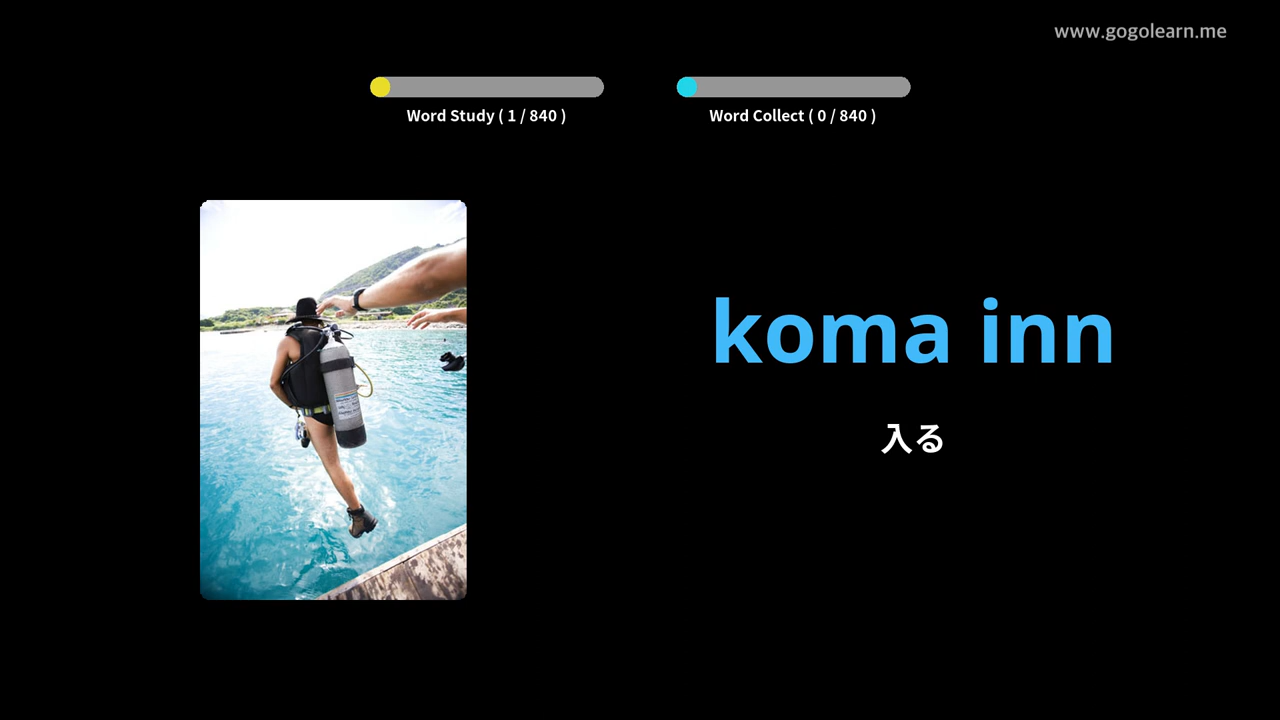 www.gogolearn.me
Word Study ( 1 / 840 )
Word Collect ( 0 / 840 )
koma inn
入る